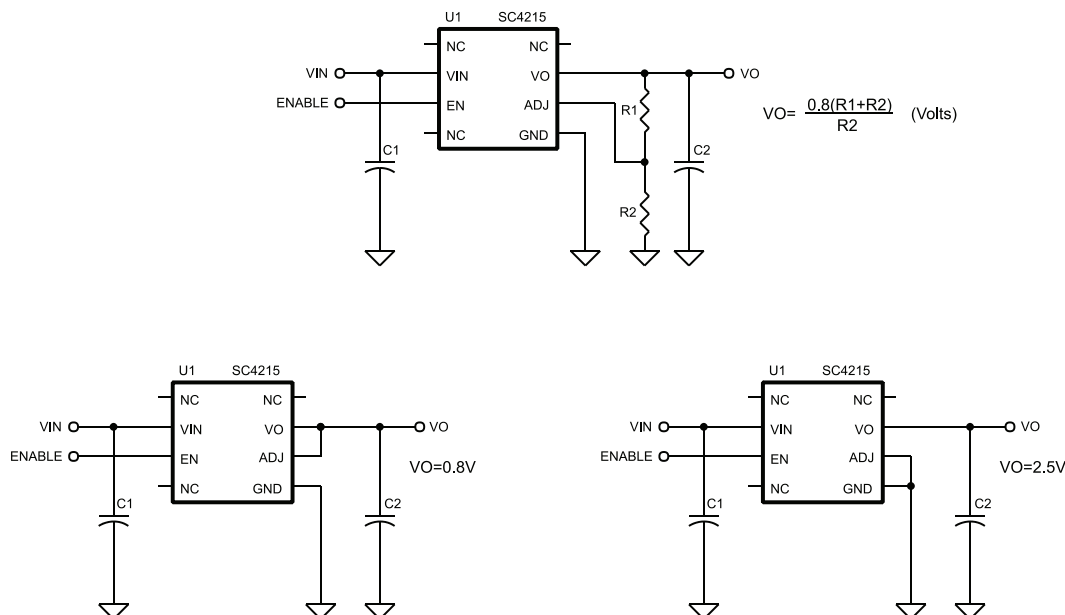 U1 SC4215
NC NC
VIN VIN VO VO
ENABLE EN ADJ R1
VO= 0.8(R1+R2) (Volts)
R2
NC GND
C1 C2
R2
U1 SC4215
NC NC
VIN VIN VO VO
ENABLE EN ADJ
VO=0.8V
NC GND
C1 C2
U1 SC4215
NC NC
VIN VIN VO VO
ENABLE EN ADJ
VO=2.5V
NC GND
C1 C2